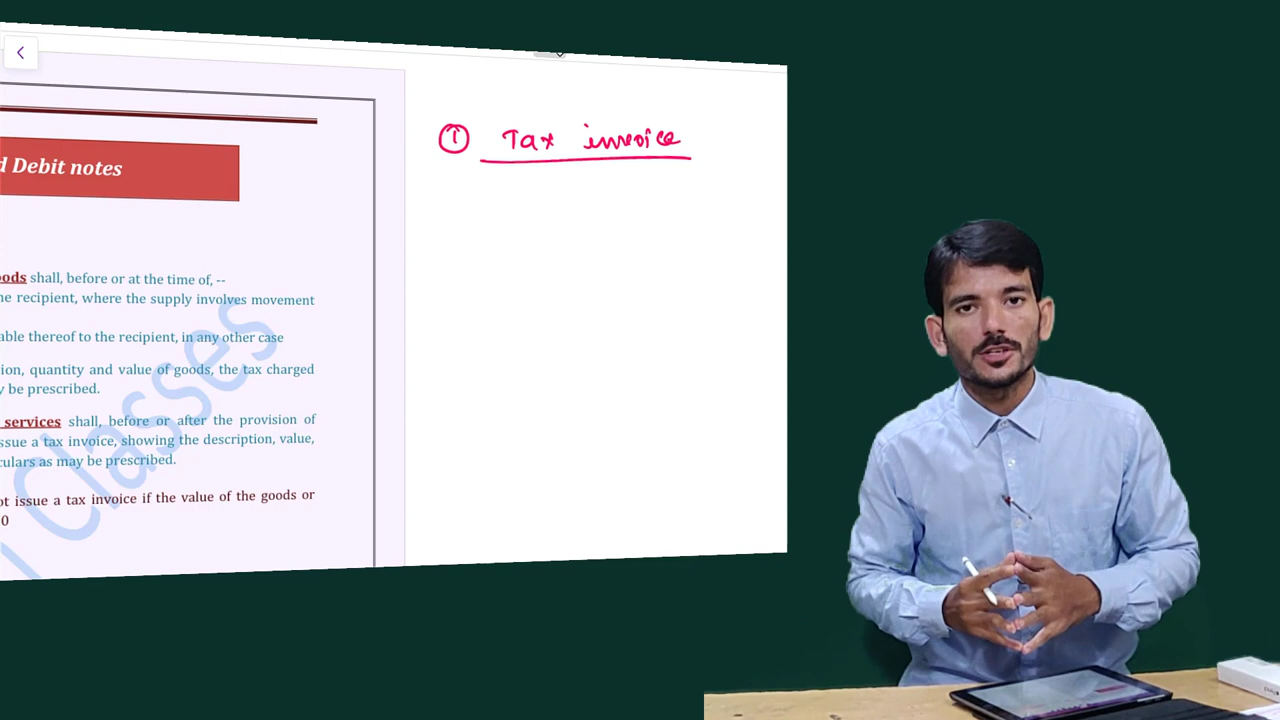 d Debit notes
① Tax invoice
oods shall, before or at the time of, --
he recipient, where the supply involves movement
able thereof to the recipient, in any other case
ion, quantity and value of goods, the tax charged
y be prescribed.
services shall, before or after the provision of
ssue a tax invoice, showing the description, value,
culars as may be prescribed.
ot issue a tax invoice if the value of the goods or
0
Classes